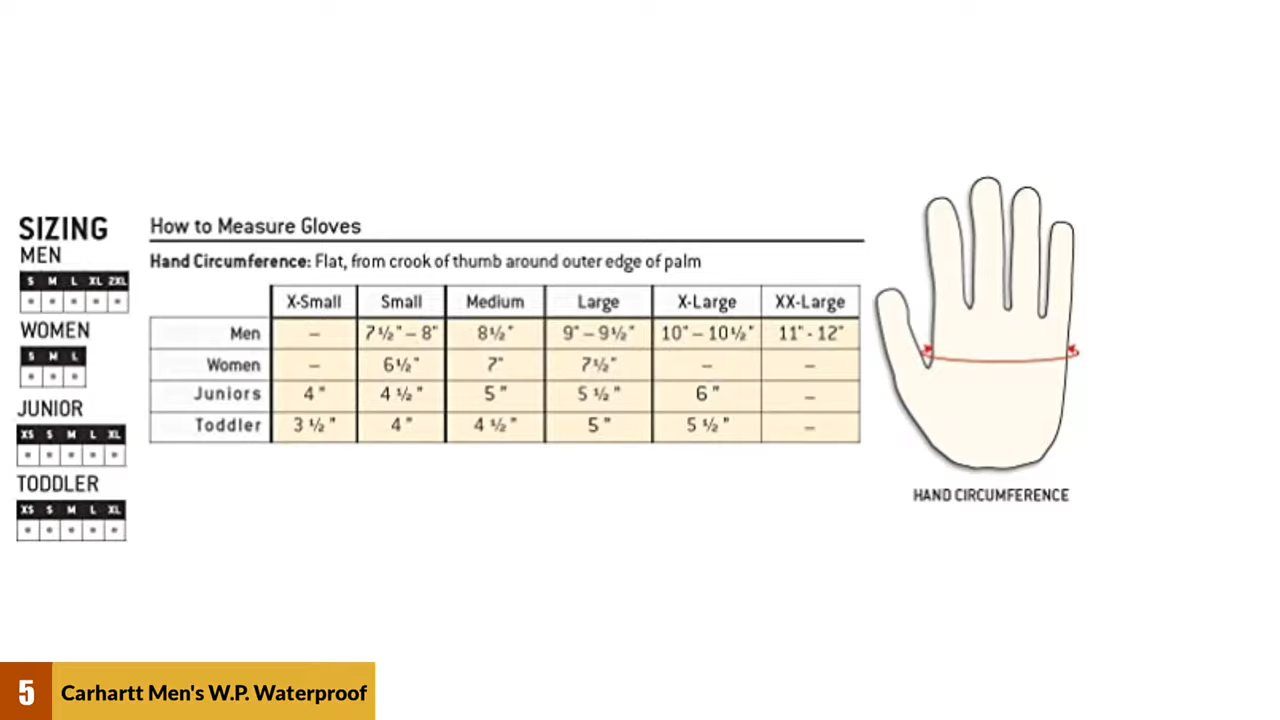 SIZING
MEN
S M L XL 2XL
WOMEN
S M L
JUNIOR
XS S M L XL
TODDLER
XS S M L XL
How to Measure Gloves
Hand Circumference: Flat, from crook of thumb around outer edge of palm
X-Small Small Medium Large X-Large XX-Large
Men – 7½" – 8" 8½" 9" – 9½" 10" – 10½" 11" - 12"
Women – 6½" 7" 7½" – –
Juniors 4" 4½" 5" 5½" 6" –
Toddler 3½" 4" 4½" 5" 5½" –
HAND CIRCUMFERENCE
5 Carhartt Men's W.P. Waterproof